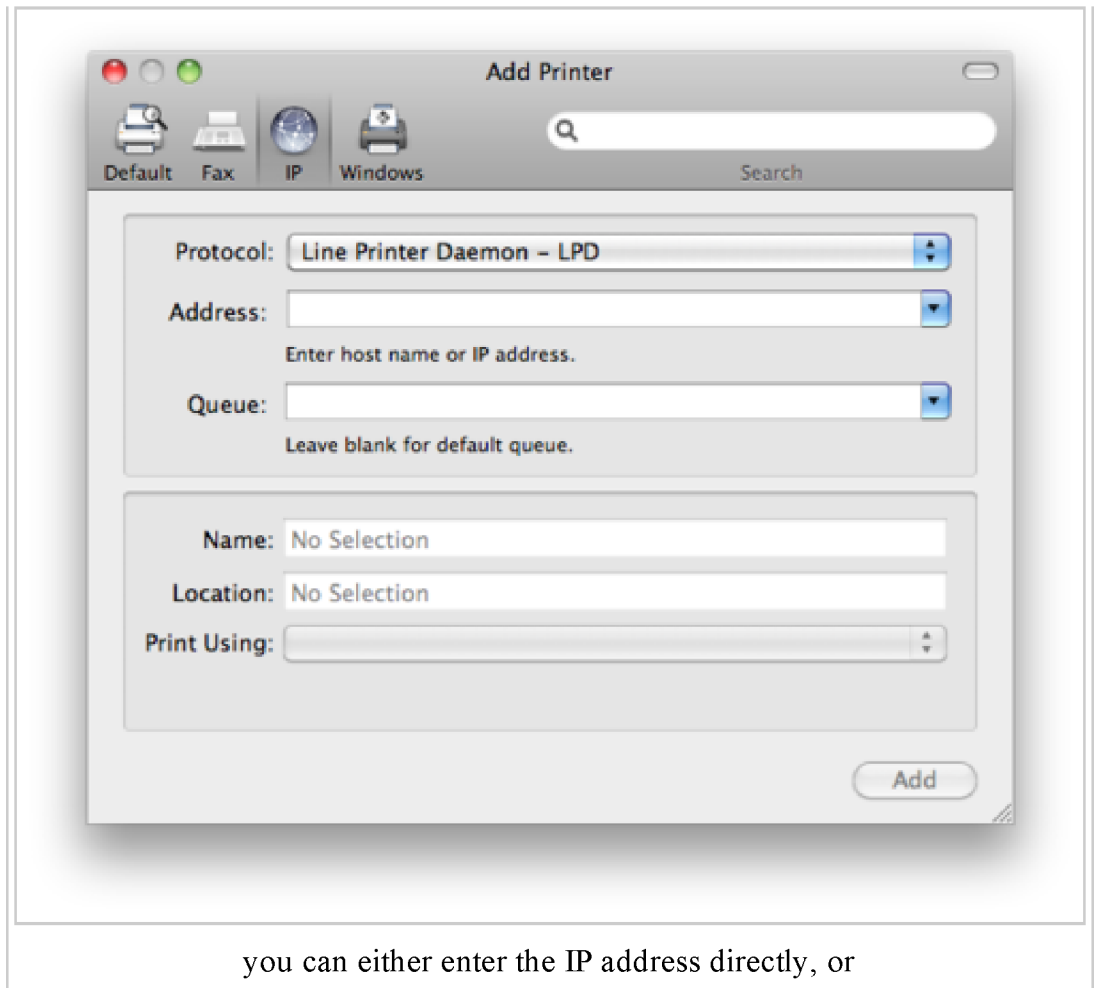 Add Printer
Default Fax IP Windows Search
Protocol: Line Printer Daemon – LPD
Address:
Enter host name or IP address.
Queue:
Leave blank for default queue.
Name: No Selection
Location: No Selection
Print Using:
Add
you can either enter the IP address directly, or